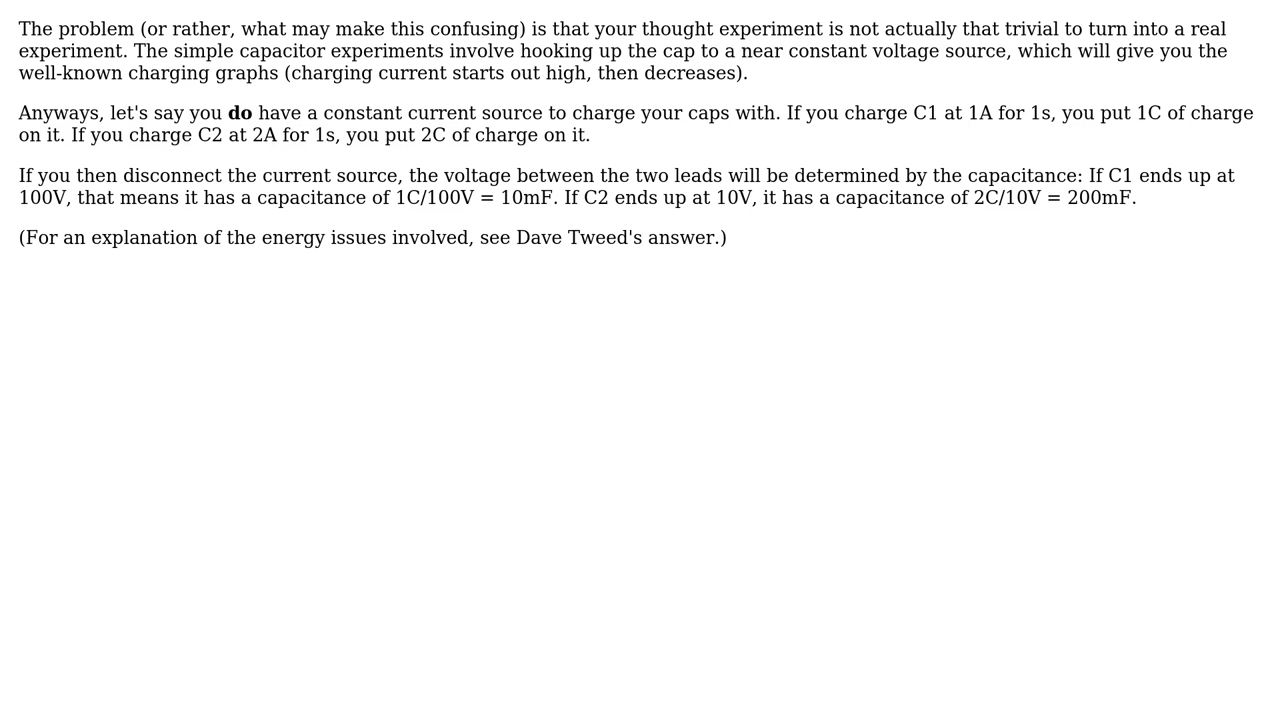 The problem (or rather, what may make this confusing) is that your thought experiment is not actually that trivial to turn into a real
experiment. The simple capacitor experiments involve hooking up the cap to a near constant voltage source, which will give you the
well-known charging graphs (charging current starts out high, then decreases).
Anyways, let's say you do have a constant current source to charge your caps with. If you charge C1 at 1A for 1s, you put 1C of charge
on it. If you charge C2 at 2A for 1s, you put 2C of charge on it.
If you then disconnect the current source, the voltage between the two leads will be determined by the capacitance: If C1 ends up at
100V, that means it has a capacitance of 1C/100V = 10mF. If C2 ends up at 10V, it has a capacitance of 2C/10V = 200mF.
(For an explanation of the energy issues involved, see Dave Tweed's answer.)